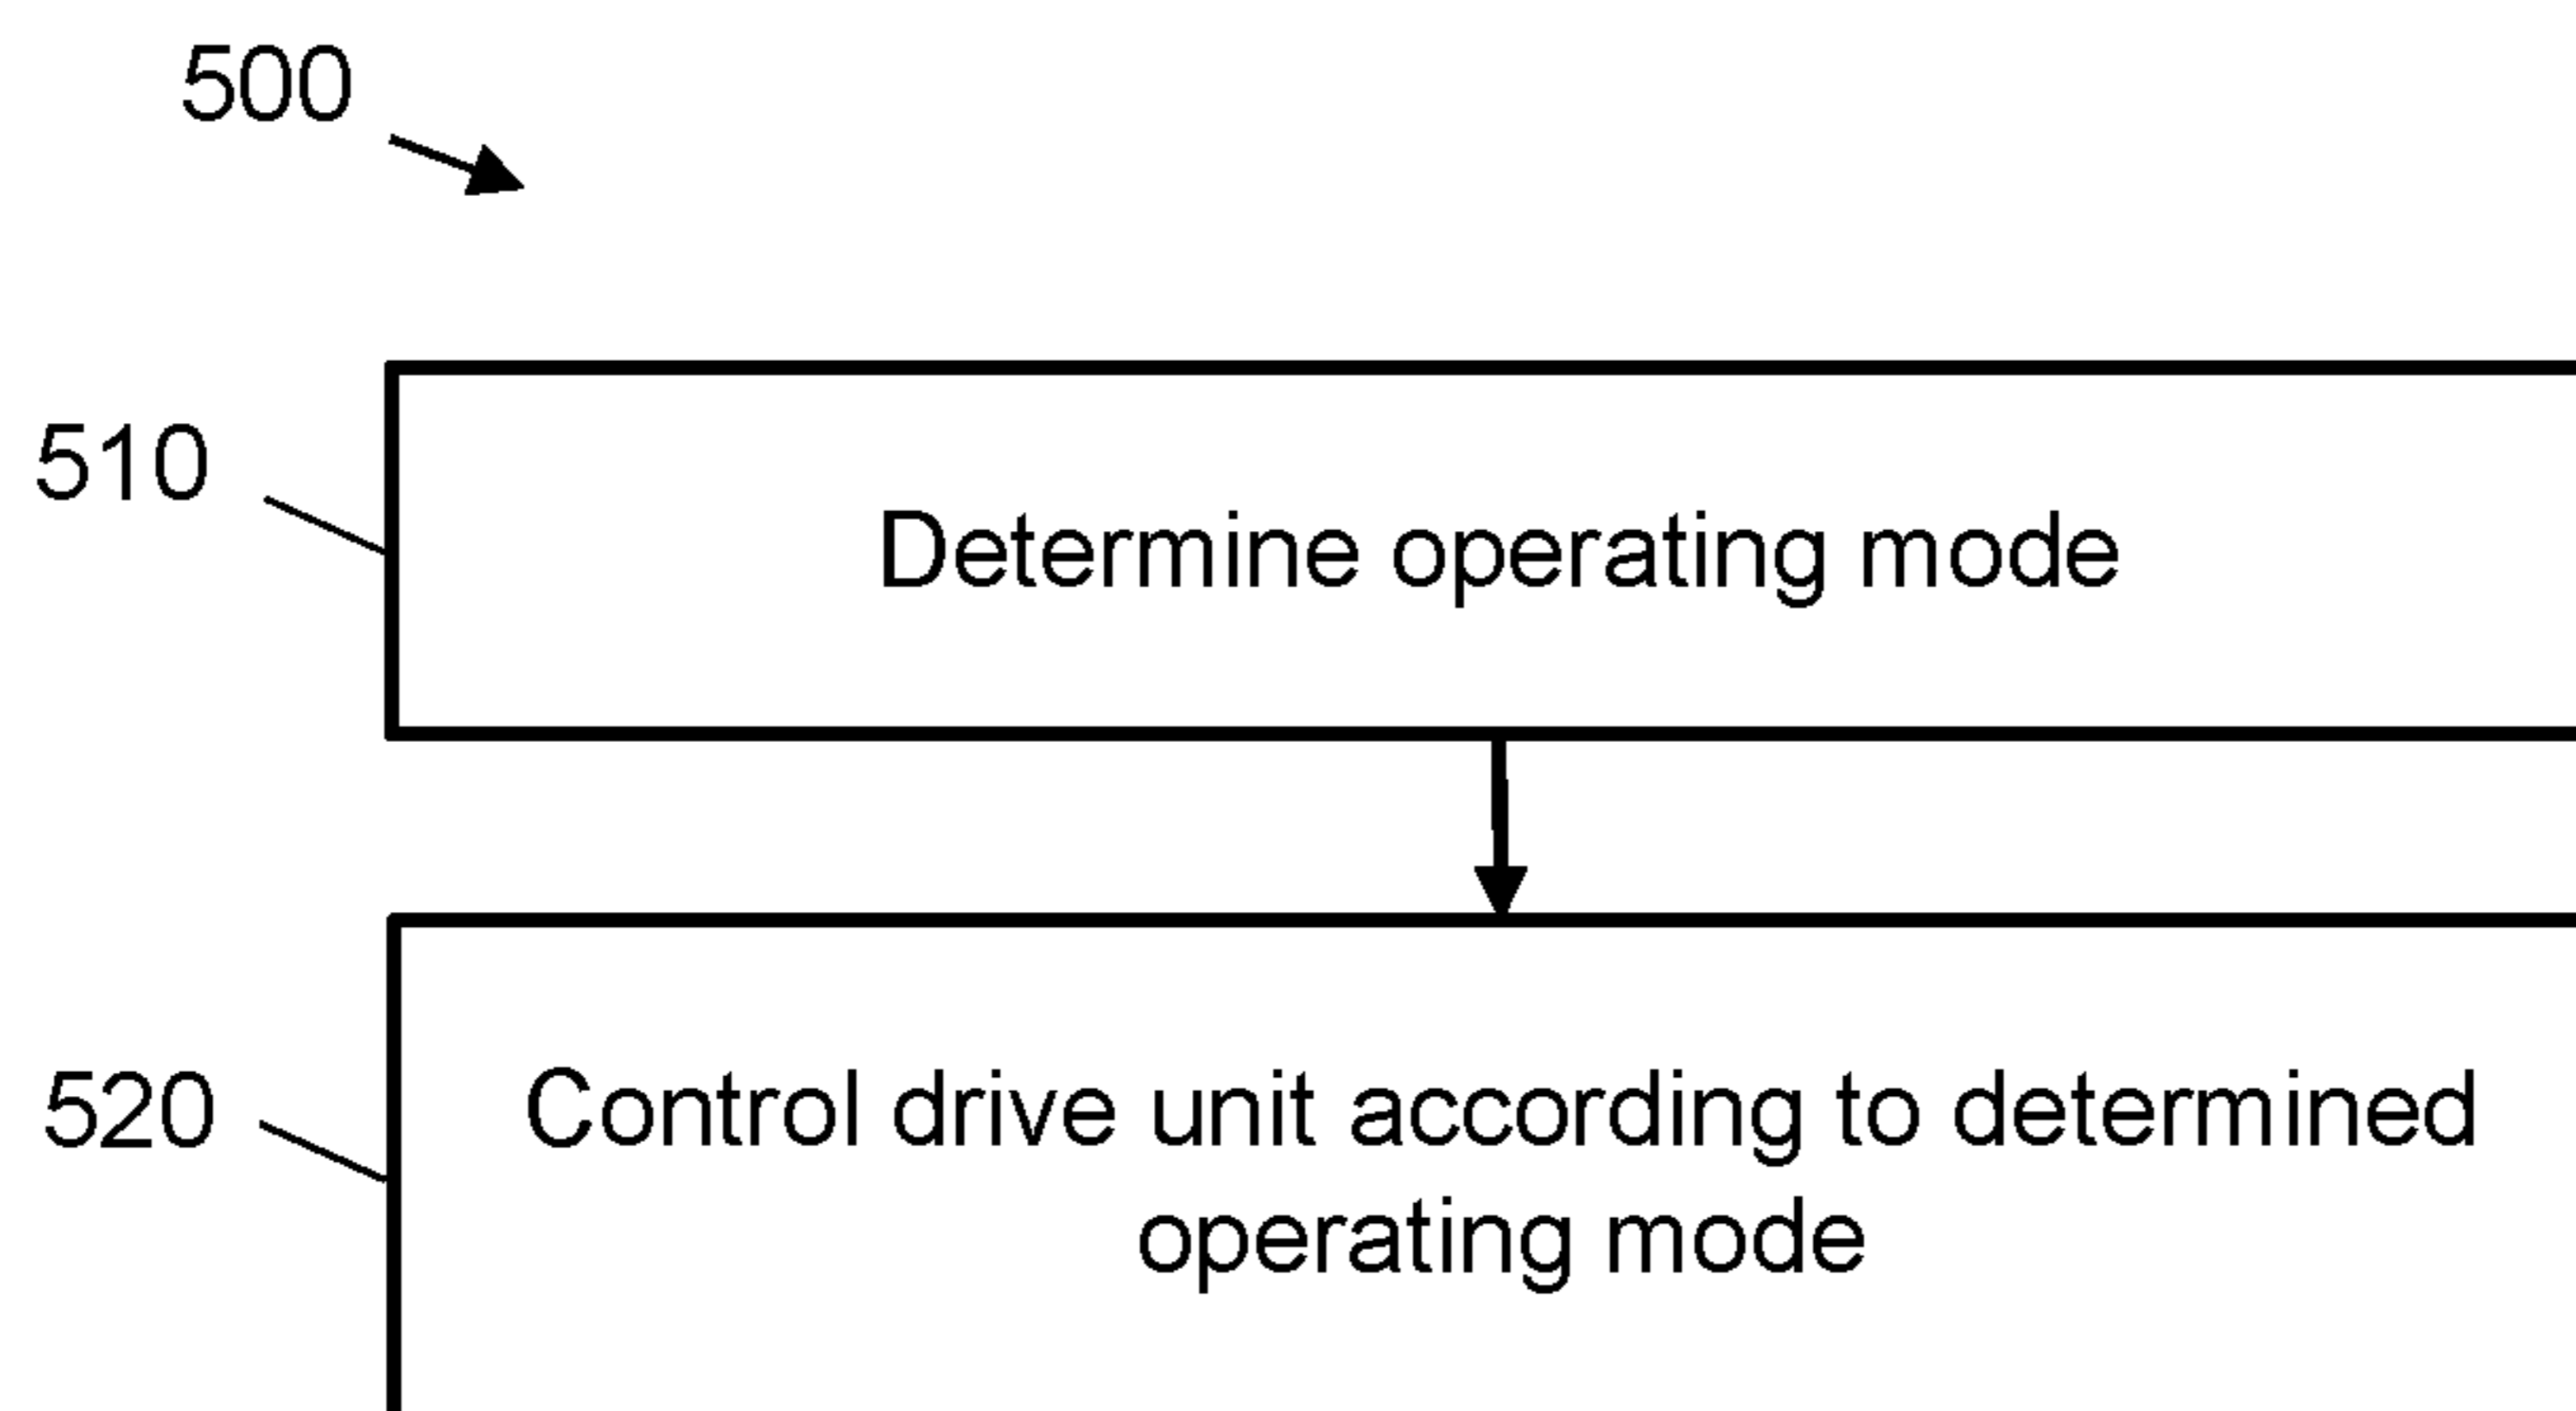 500
510
Determine operating mode
520
Control drive unit according to determined
operating mode